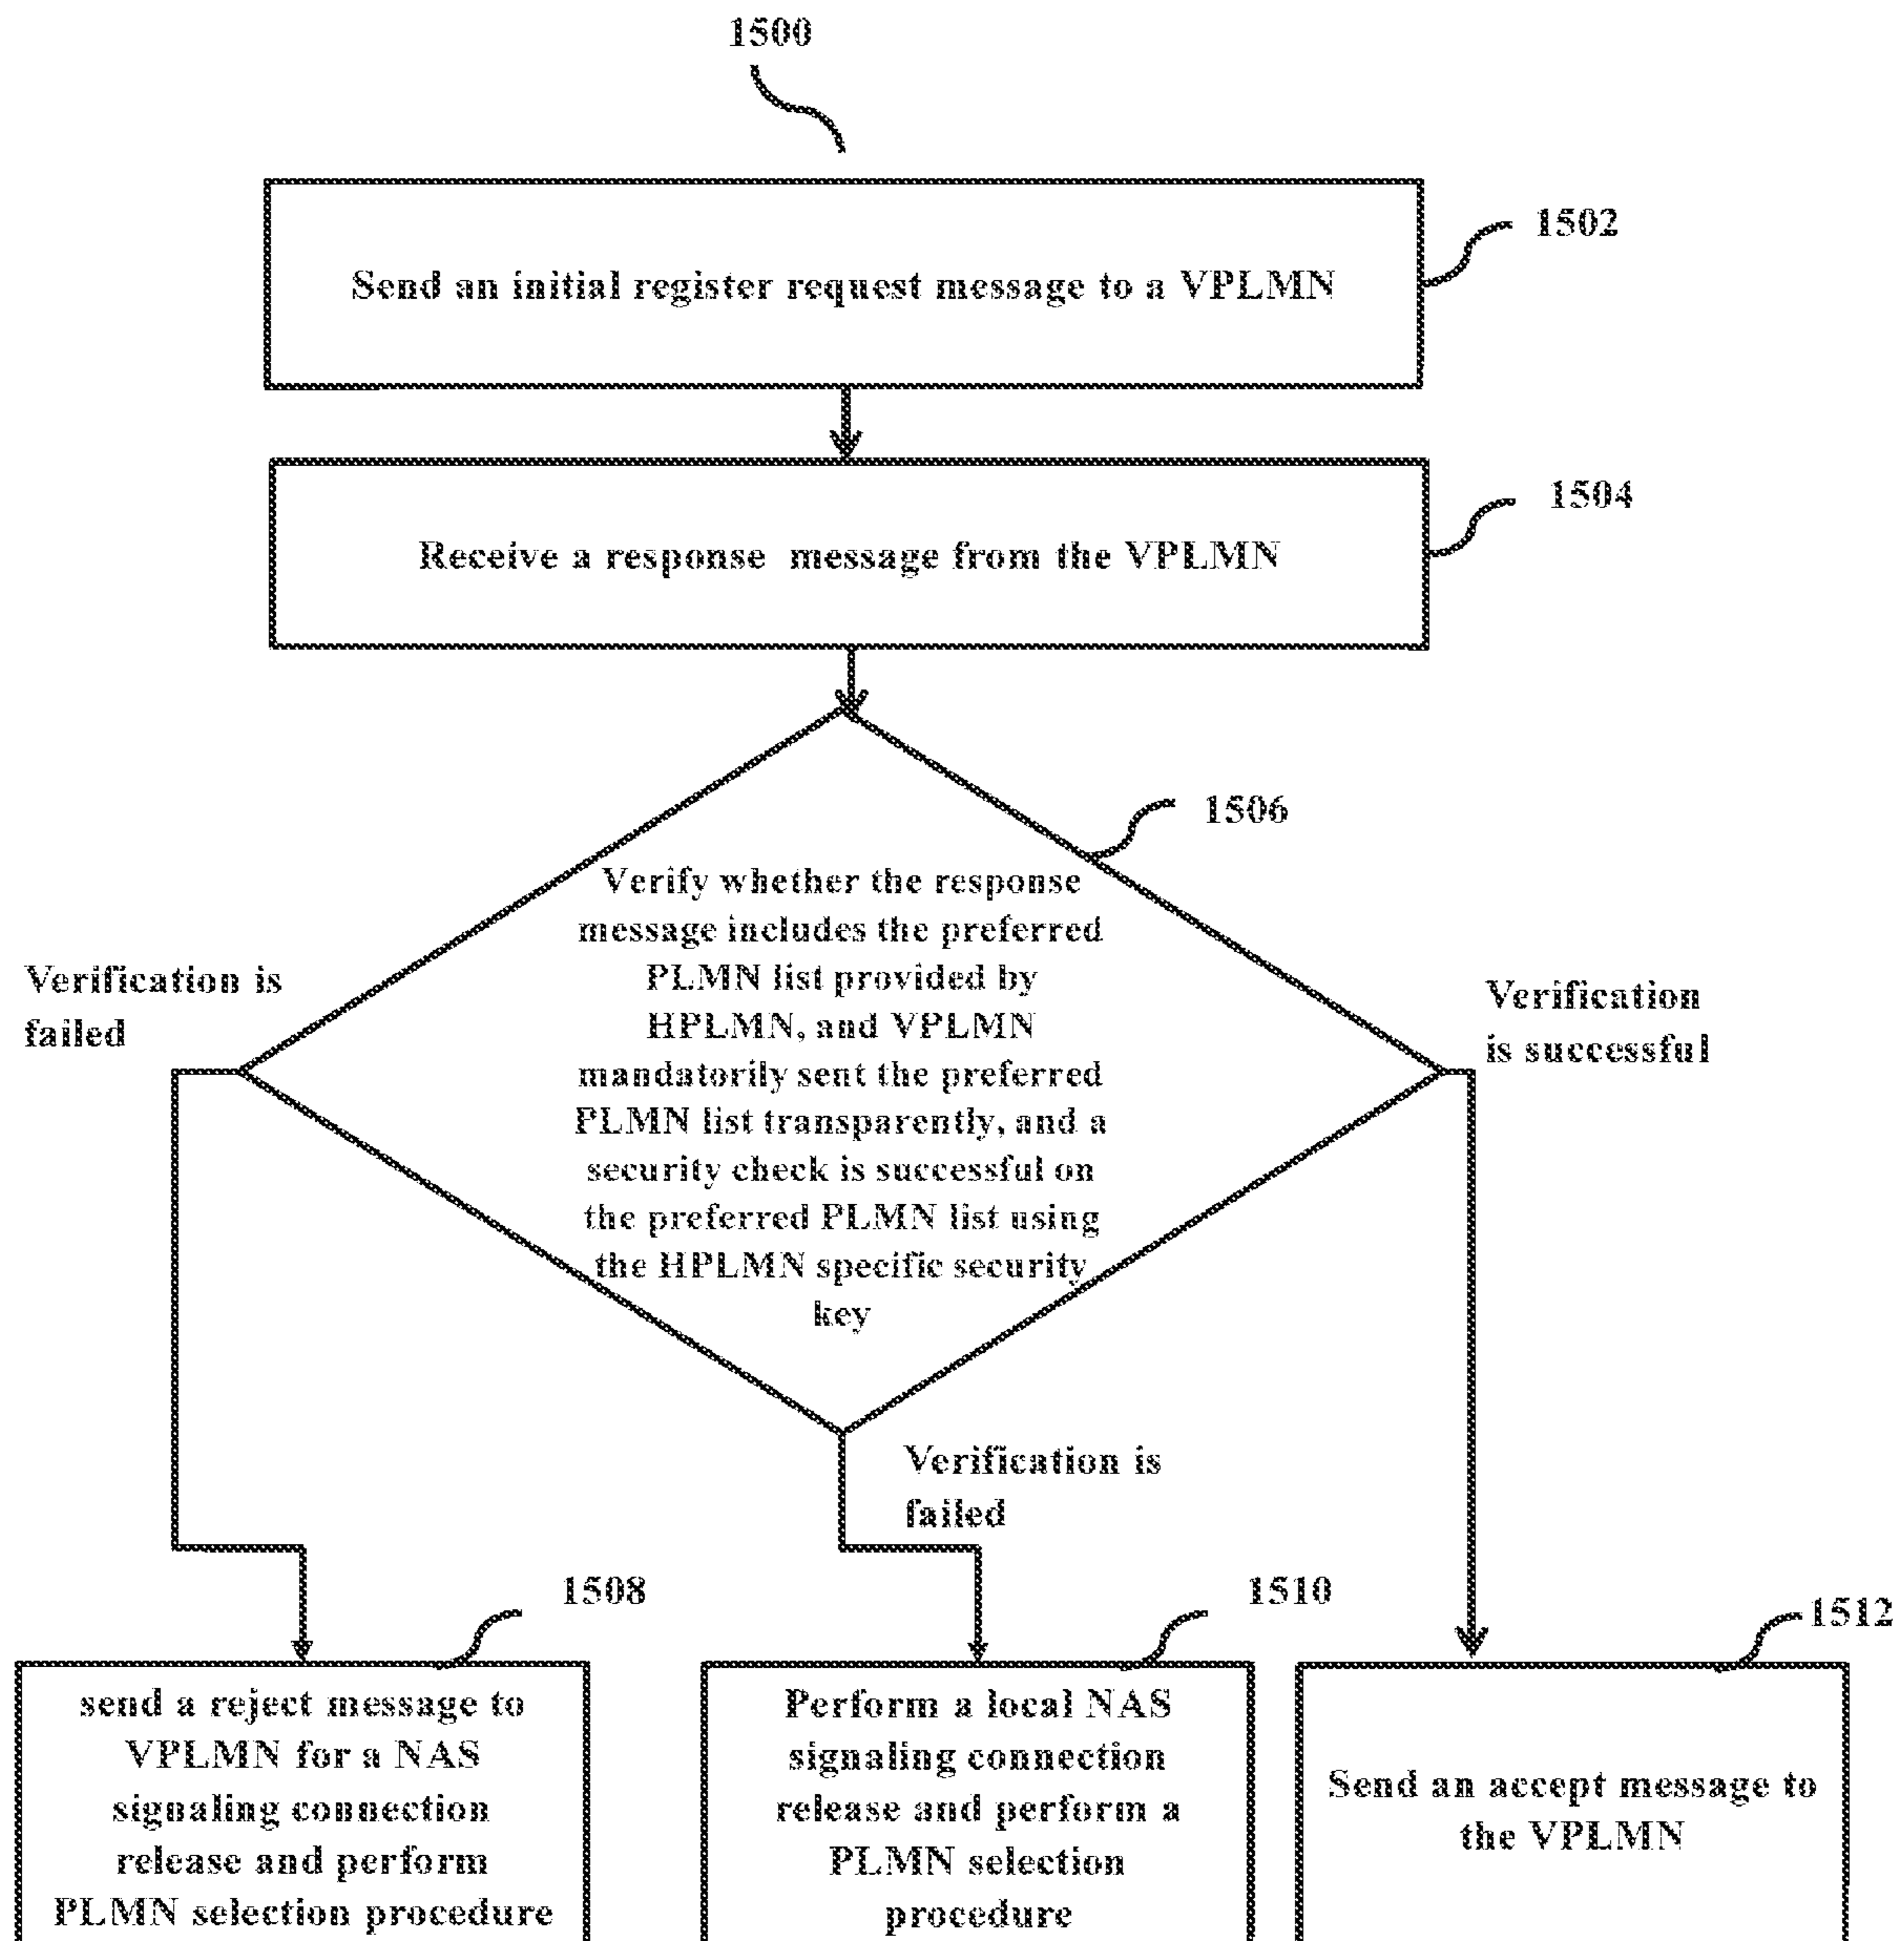 1500
1502
Send an initial register request message to a VPLMN
1504
Receive a response message from the VPLMN
1506
Verify whether the response
message includes the preferred
PLMN list provided by
HPLMN, and VPLMN
mandatorily sent the preferred
PLMN list transparently, and a
security check is successful on
the preferred PLMN list using
the HPLMN specific security
key
Verification is
failed
Verification
is successful
Verification is
failed
1508
send a reject message to
VPLMN for a NAS
signaling connection
release and perform
PLMN selection procedure
1510
Perform a local NAS
signaling connection
release and perform a
PLMN selection
procedure
1512
Send an accept message to
the VPLMN